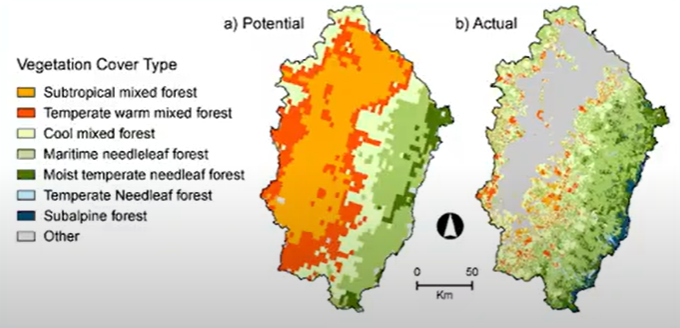 a) Potential
b) Actual
Vegetation Cover Type
Subtropical mixed forest
Temperate warm mixed forest
Cool mixed forest
Maritime needleleaf forest
Moist temperate needleaf forest
Temperate Needleaf forest
Subalpine forest
Other
0 50
Km